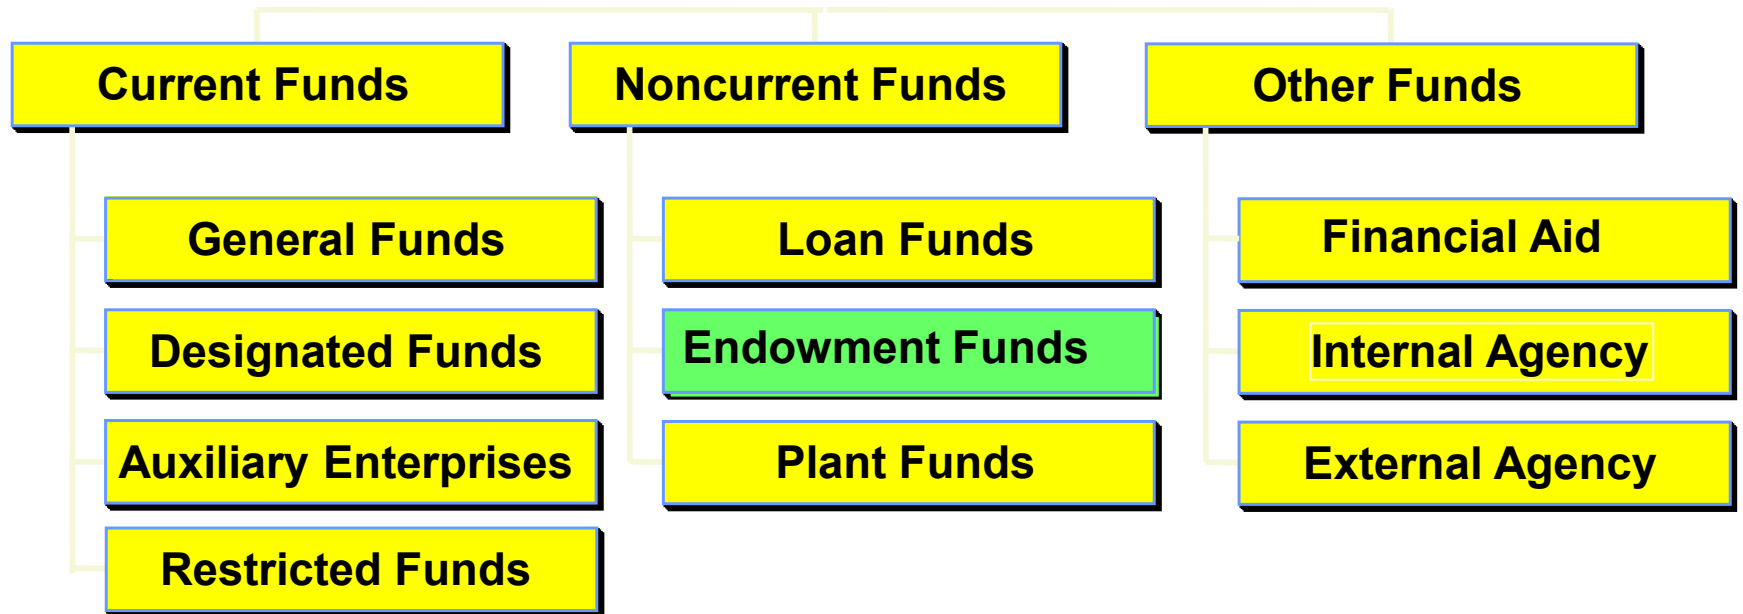 Current Funds
Noncurrent Funds
Other Funds
General Funds
Loan Funds
Financial Aid
Designated Funds
Endowment Funds
Internal Agency
Auxiliary Enterprises
Plant Funds
External Agency
Restricted Funds